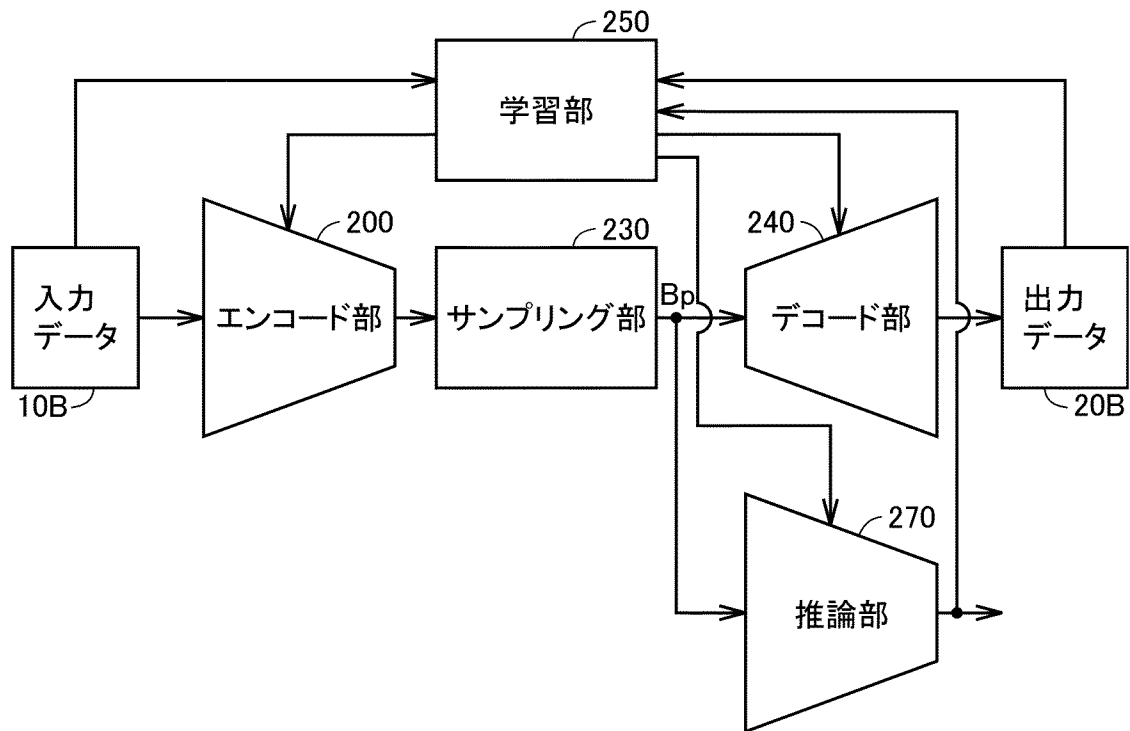 250
学習部
200
230
240
入力
データ
エンコード部
サンプリング部
Bp
デコード部
出力
データ
10B
20B
270
推論部